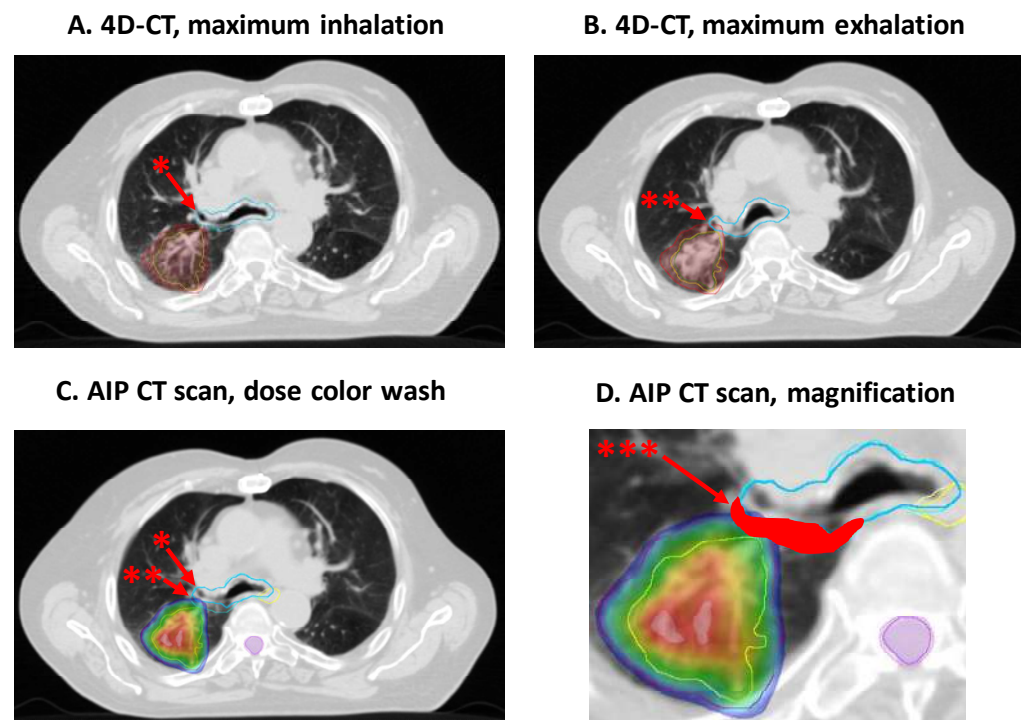 A. 4D-CT, maximum inhalation
B. 4D-CT, maximum exhalation
*
**
C. AIP CT scan, dose color wash
D. AIP CT scan, magnification
*
**
***